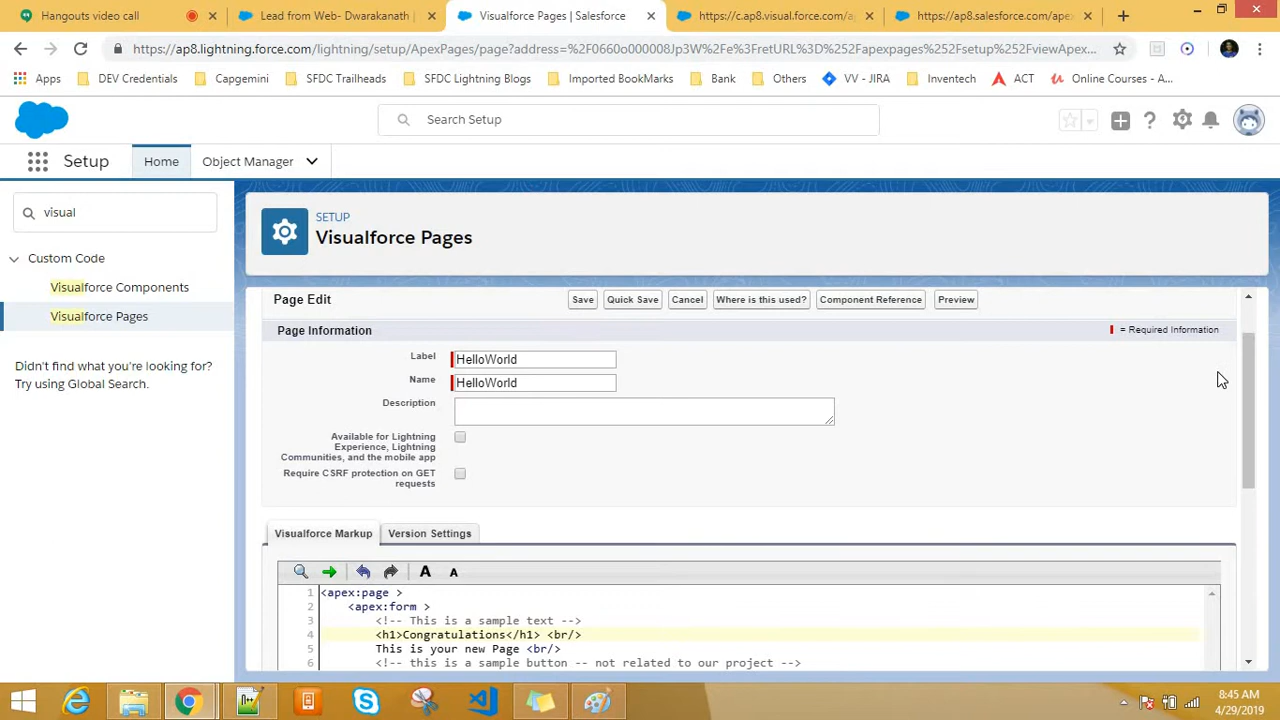 Hangouts video call
Lead from Web- Dwarakanath
Visualforce Pages | Salesforce
https://c.ap8.visual.force.com/a
https://ap8.salesforce.com/apex
https://ap8.lightning.force.com/lightning/setup/ApexPages/page?address=%2F0660o000008Jp3W%2Fe%3FretURL%3D%252Fapexpages%252Fsetup%252FviewApex...
Apps
DEV Credentials
Capgemini
SFDC Trailheads
SFDC Lightning Blogs
Imported BookMarks
Bank
Others
VV - JIRA
Inventech
ACT
Online Courses - A...
Search Setup
Setup
Home
Object Manager
visual
Custom Code
Visualforce Components
Visualforce Pages
Didn't find what you're looking for?
Try using Global Search.
SETUP
Visualforce Pages
Page Edit
Save
Quick Save
Cancel
Where is this used?
Component Reference
Preview
Page Information
= Required Information
Label
HelloWorld
Name
HelloWorld
Description
Available for Lightning
Experience, Lightning
Communities, and the mobile app
Require CSRF protection on GET
requests
Visualforce Markup
Version Settings
A
A
1 <apex:page >
2 <apex:form >
3 <!-- This is a sample text -->
4 <h1>Congratulations</h1> <br/>
5 This is your new Page <br/>
6 <!-- this is a sample button -- not related to our project -->
8:45 AM
4/29/2019